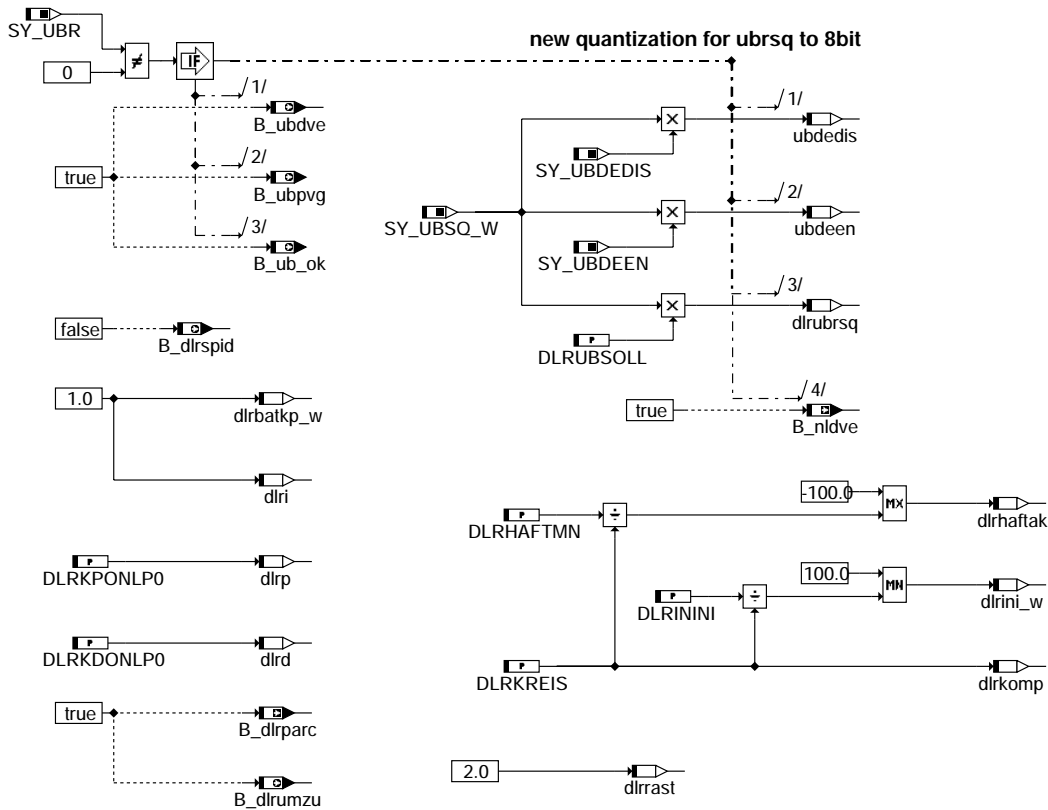 SY_UBR
new quantization for ubrsq to 8bit
≠
IF
0
1/
1/
B_ubdve
ubdedis
SY_UBDEDIS
true
2/
B_ubpvg
2/
SY_UBSQ_W
ubdeen
3/
SY_UBDEEN
B_ub_ok
3/
dlrubrsq
false
B_dlrspid
P
DLRUBSOLL
1.0
dlrbatkp_w
4/
true
B_nldve
dlri
-100.0
MX
P
DLRHAFTMN
÷
dlrhaftak
P
DLRKPONLP0
dlrp
100.0
MN
P
DLRININI
÷
dlrini_w
P
DLRKDONLP0
dlrd
P
DLRKREIS
dlrkomp
true
B_dlrparc
2.0
dlrrast
B_dlrumzu